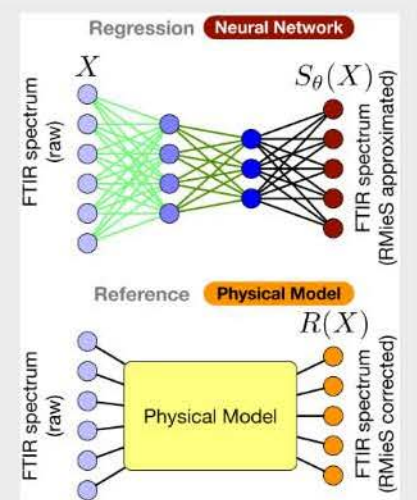 Regression Neural Network
X
S_θ(X)
FTIR spectrum
(raw)
FTIR spectrum
(RMieS approximated)
Reference Physical Model
R(X)
FTIR spectrum
(raw)
Physical Model
FTIR spectrum
(RMieS corrected)